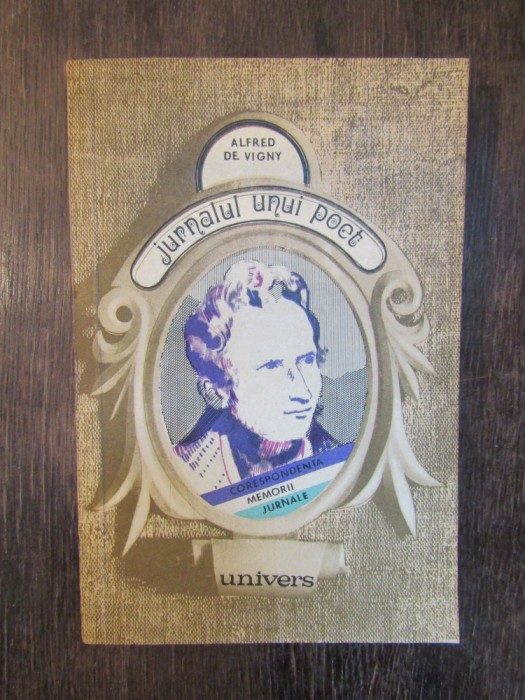 ALFRED
DE VIGNY
jurnalul unui poet
CORESPONDENȚA
MEMORII
JURNALE
univers